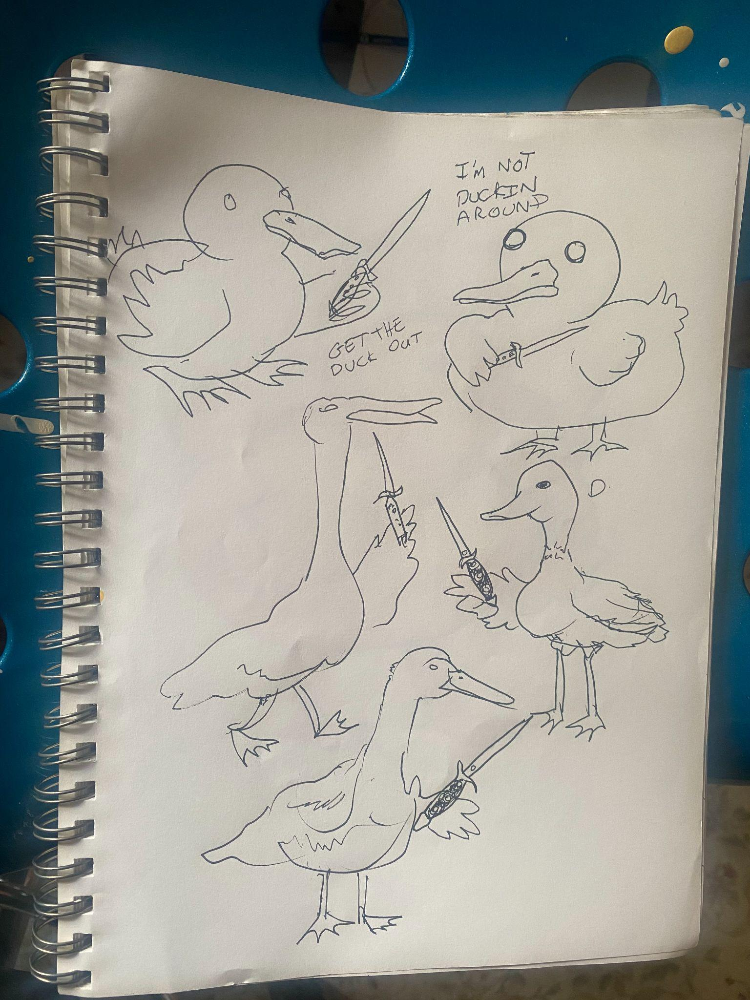 I'M NOT
DUCKIN
AROUND
GET THE
DUCK OUT
D.